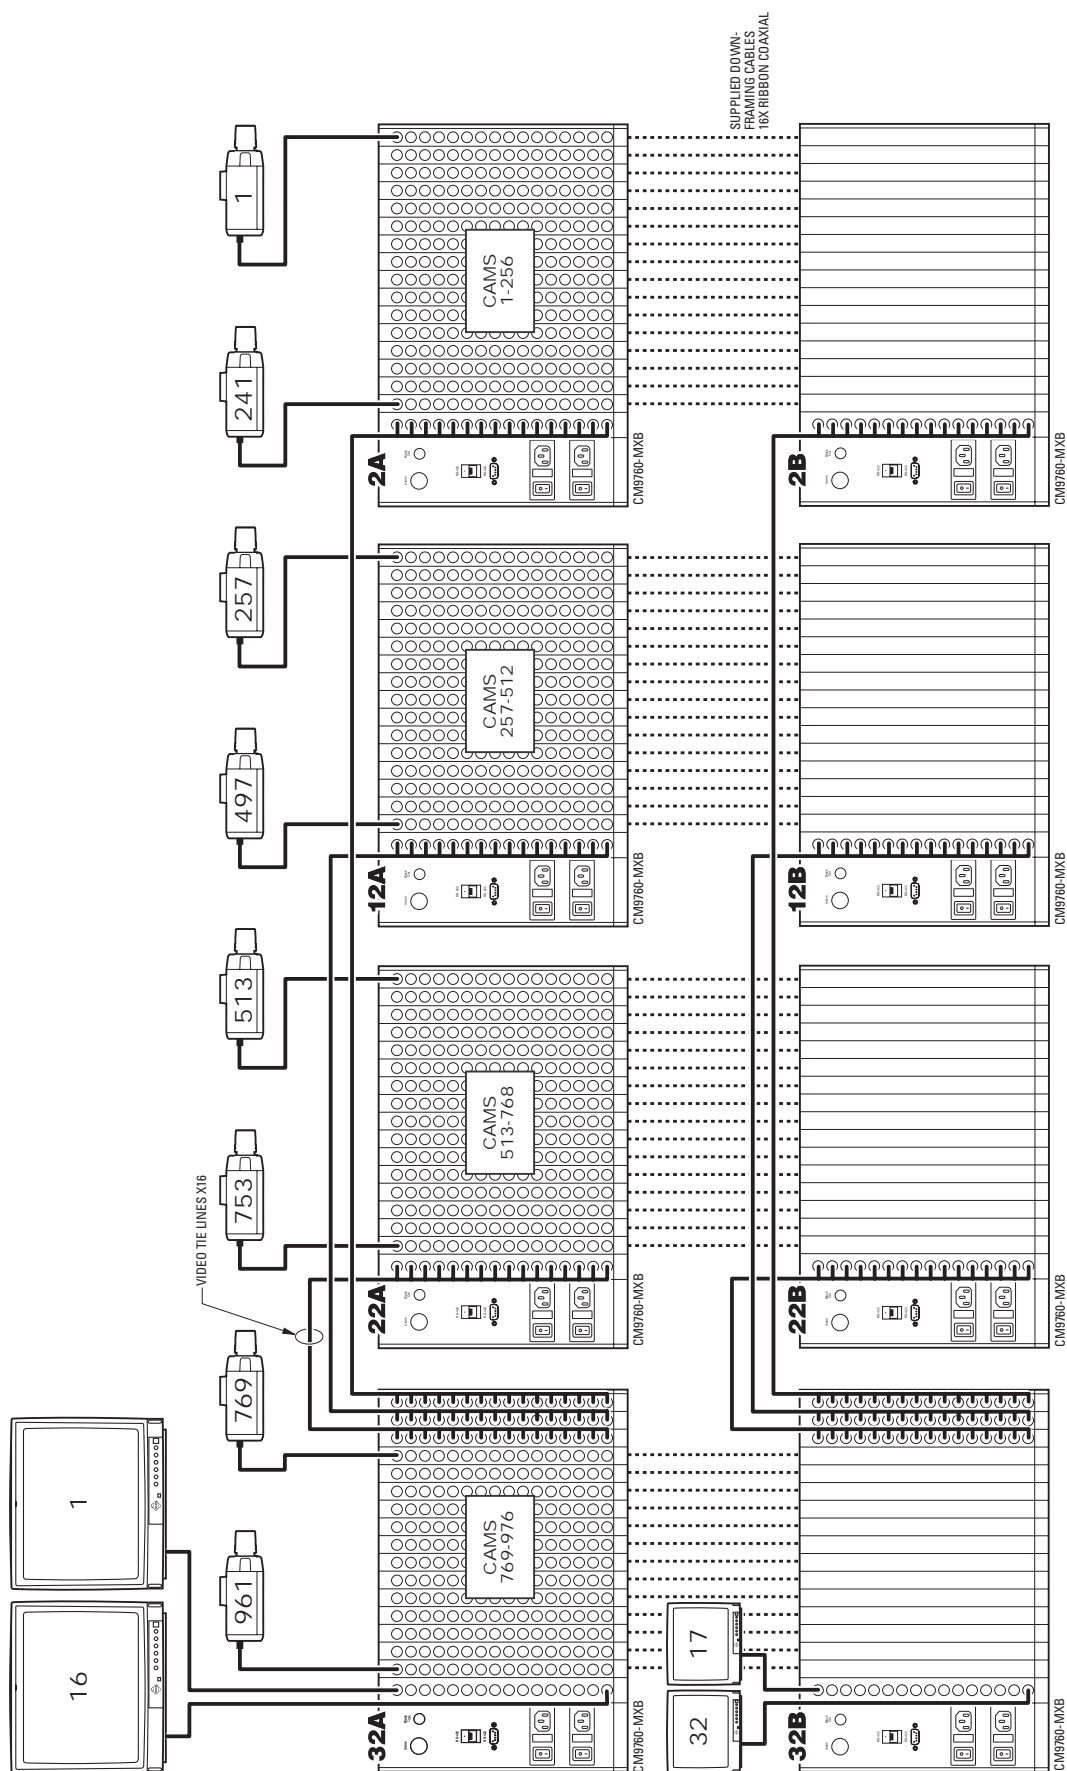 SUPPLIED DOWN-
FRAMING CABLES
16X RIBBON COAXIAL
1
241
257
497
513
753
769
961
VIDEO TIE LINES X16
1
16
CAMS
1-256
2A
CM9760-MXB
CAMS
257-512
12A
CM9760-MXB
CAMS
513-768
22A
CM9760-MXB
CAMS
769-976
32A
CM9760-MXB
2B
CM9760-MXB
12B
CM9760-MXB
22B
CM9760-MXB
17
32
32B
CM9760-MXB